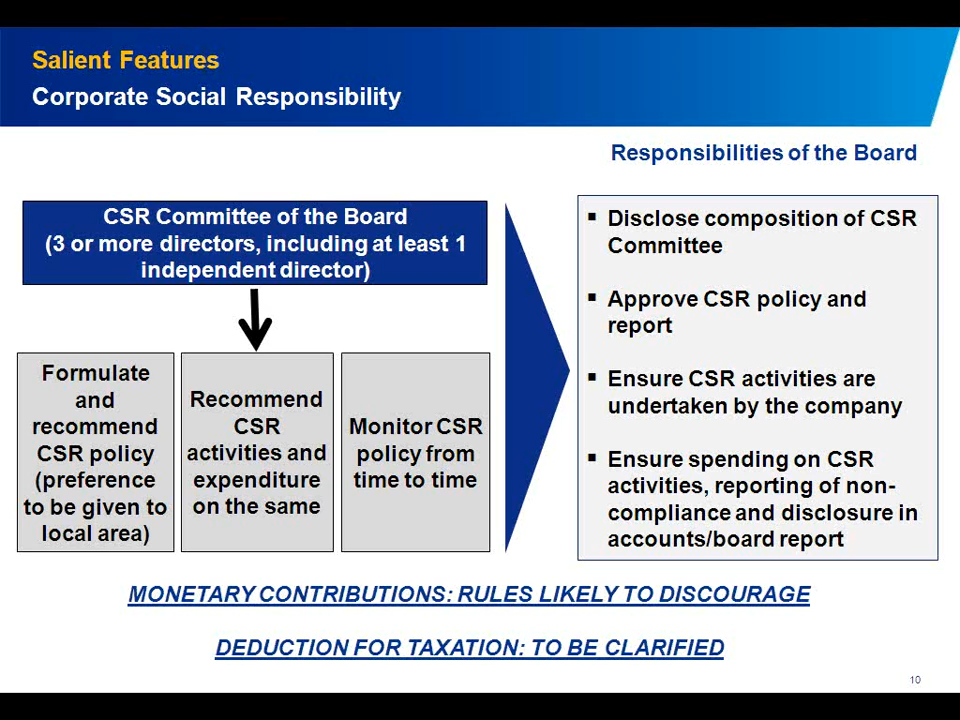 Salient Features
Corporate Social Responsibility
Responsibilities of the Board
CSR Committee of the Board
(3 or more directors, including at least 1
independent director)
Formulate
and
recommend
CSR policy
(preference
to be given to
local area)
Recommend
CSR
activities and
expenditure
on the same
Monitor CSR
policy from
time to time
▪ Disclose composition of CSR
Committee
▪ Approve CSR policy and
report
▪ Ensure CSR activities are
undertaken by the company
▪ Ensure spending on CSR
activities, reporting of non-
compliance and disclosure in
accounts/board report
MONETARY CONTRIBUTIONS: RULES LIKELY TO DISCOURAGE
DEDUCTION FOR TAXATION: TO BE CLARIFIED
10